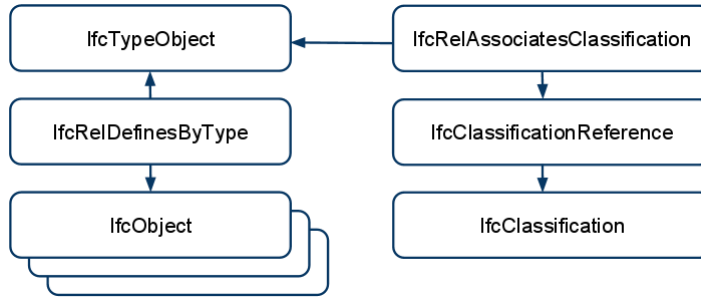 IfcTypeObject
IfcRelAssociatesClassification
IfcRelDefinesByType
IfcClassificationReference
IfcObject
IfcClassification